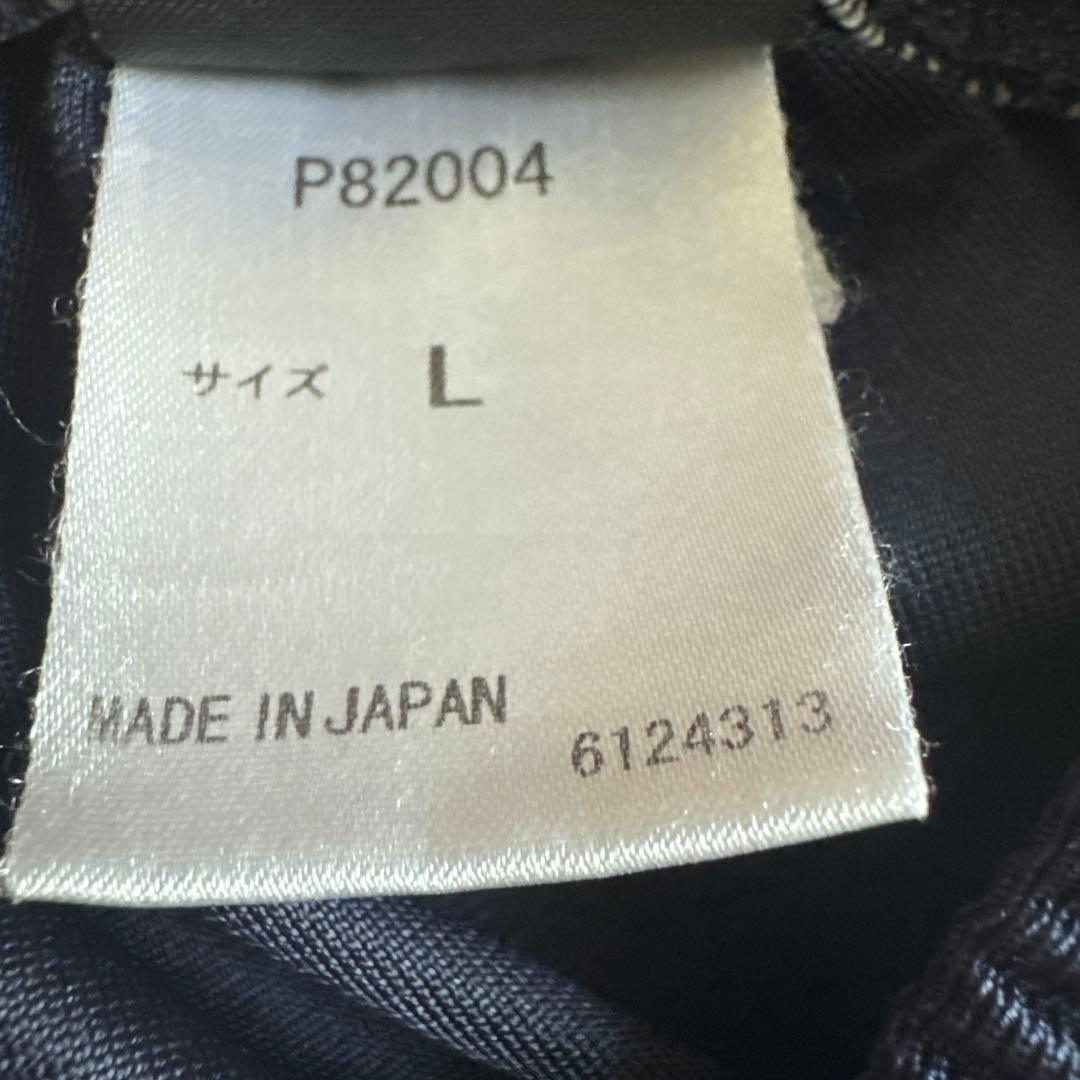 P82004
サイズ L
MADE IN JAPAN
6124313